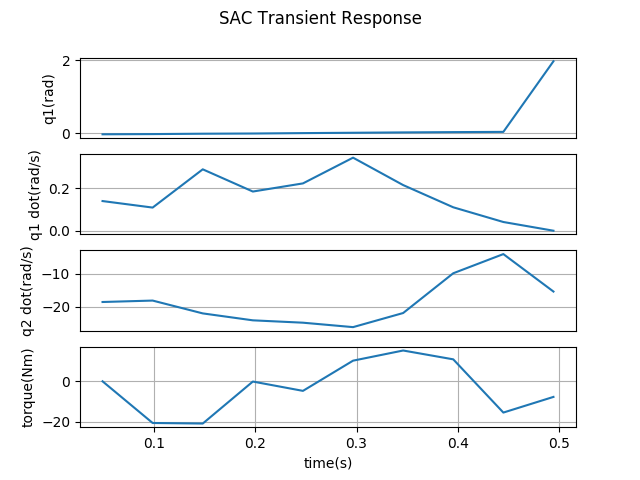 SAC Transient Response
q1(rad)
2
0
q1 dot(rad/s)
0.2
0.0
q2 dot(rad/s)
−10
−20
torque(Nm)
0
−20
0.1 0.2 0.3 0.4 0.5
time(s)